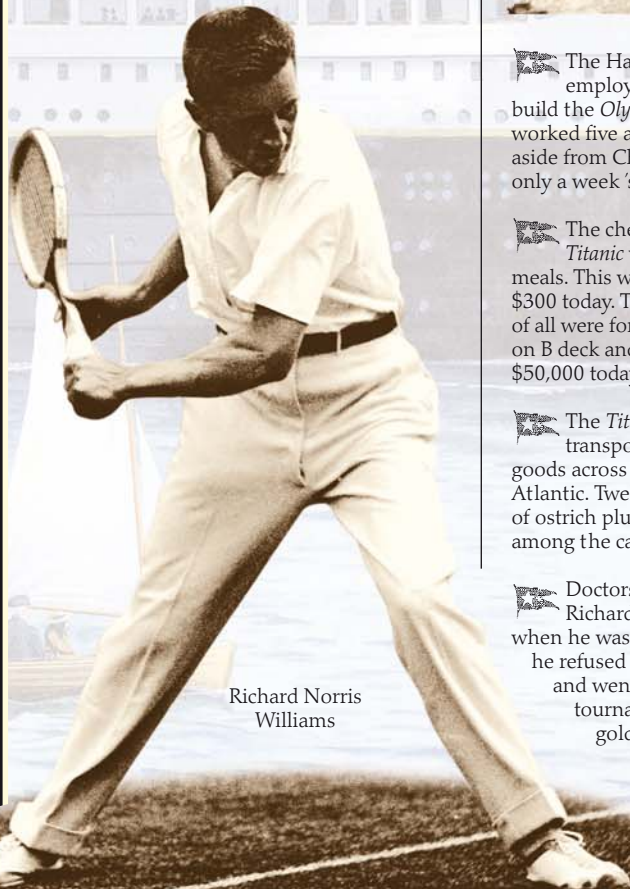 The Ha
employ
build the Oly
worked five a
aside from Cl
only a week's
The che
Titanic
meals. This w
$300 today. T
of all were for
on B deck and
$50,000 today
The Tit
transpo
goods across
Atlantic. Twe
of ostrich plu
among the ca
Doctors
Richard
when he was
he refused
and went
tourna
gold
Richard Norris
Williams